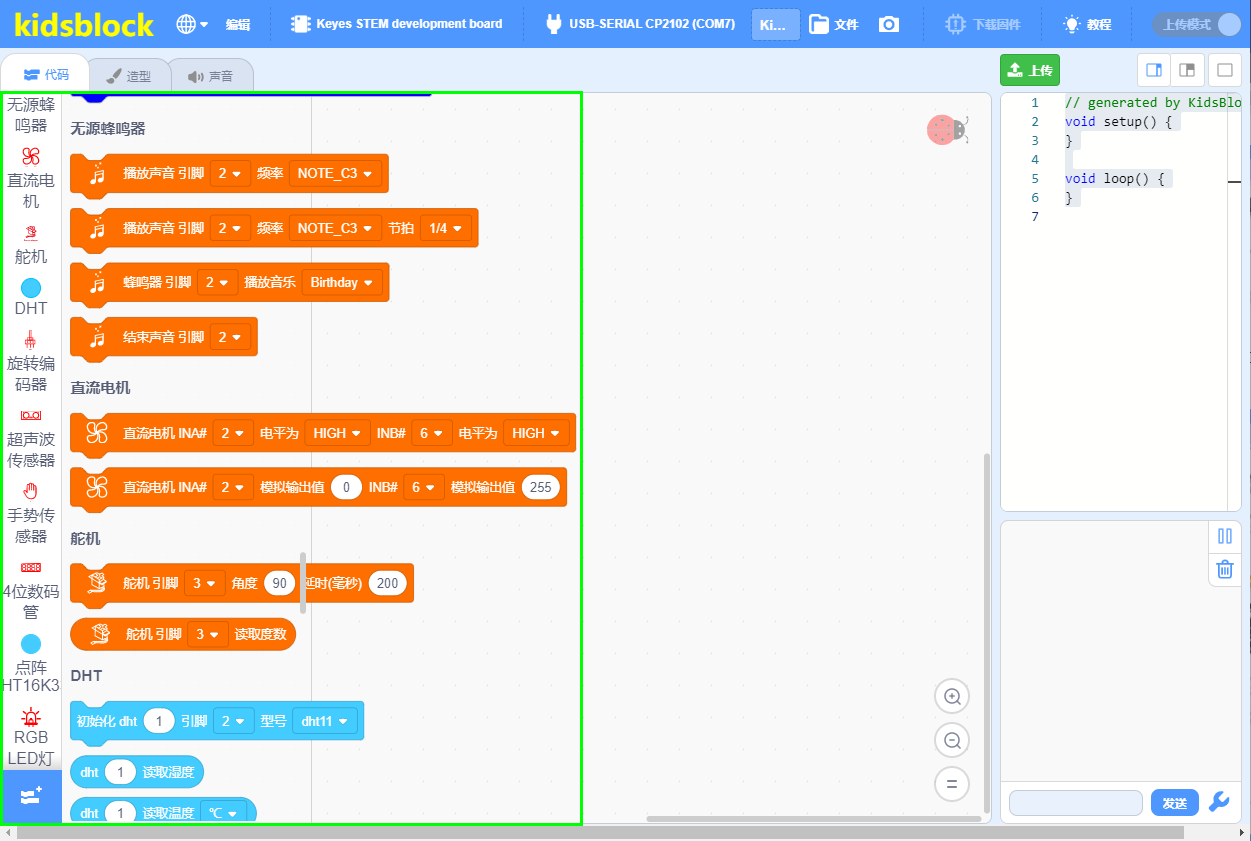 kidsblock
编辑
Keyes STEM development board
USB-SERIAL CP2102 (COM7)
Ki...
文件
下载固件
教程
上传模式
代码
造型
声音
上传
无源蜂
鸣器
直流电
机
舵机
DHT
旋转编
码器
超声波
传感器
手势传
感器
4位数码
管
点阵
HT16K3
RGB
LED灯
无源蜂鸣器
播放声音 引脚 2 频率 NOTE_C3
播放声音 引脚 2 频率 NOTE_C3 节拍 1/4
蜂鸣器 引脚 2 播放音乐 Birthday
结束声音 引脚 2
直流电机
直流电机 INA# 2 电平为 HIGH INB# 6 电平为 HIGH
直流电机 INA# 2 模拟输出值 0 INB# 6 模拟输出值 255
舵机
舵机 引脚 3 角度 90 延时(毫秒) 200
舵机 引脚 3 读取度数
DHT
初始化 dht 1 引脚 2 型号 dht11
dht 1 读取湿度
dht 1 读取温度 ℃
1 // generated by KidsBlo
2 void setup() {
3 }
4
5 void loop() {
6 }
7
发送